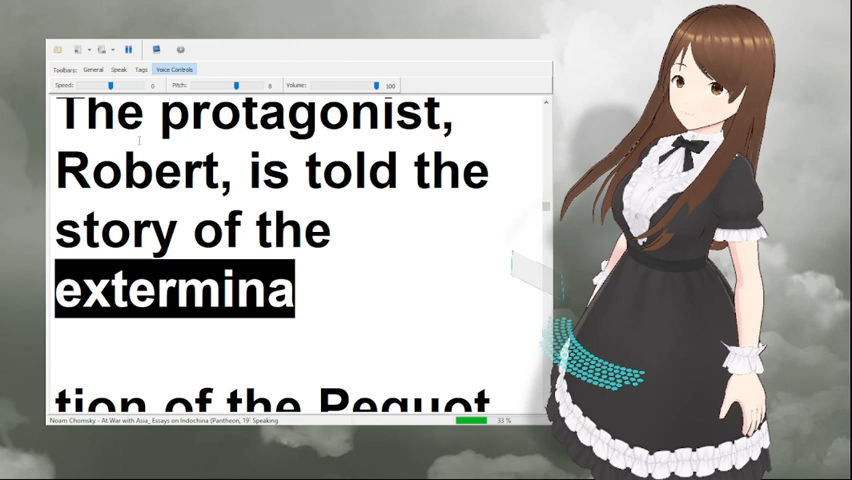 Toolbars: General Speak Tags Voice Controls
Speed: 0 Pitch: 8 Volume: 100
The protagonist,
Robert, is told the
story of the
extermina
tion of the Pequot
Noam Chomsky - At War with Asia_ Essays on Indochina (Pantheon, 19 Speaking 33 %